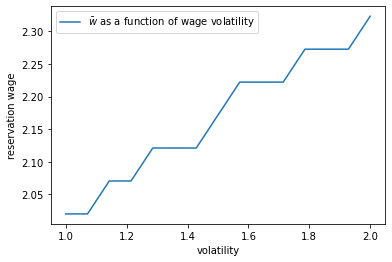 w̄ as a function of wage volatility
reservation wage
2.30
2.25
2.20
2.15
2.10
2.05
1.0 1.2 1.4 1.6 1.8 2.0
volatility